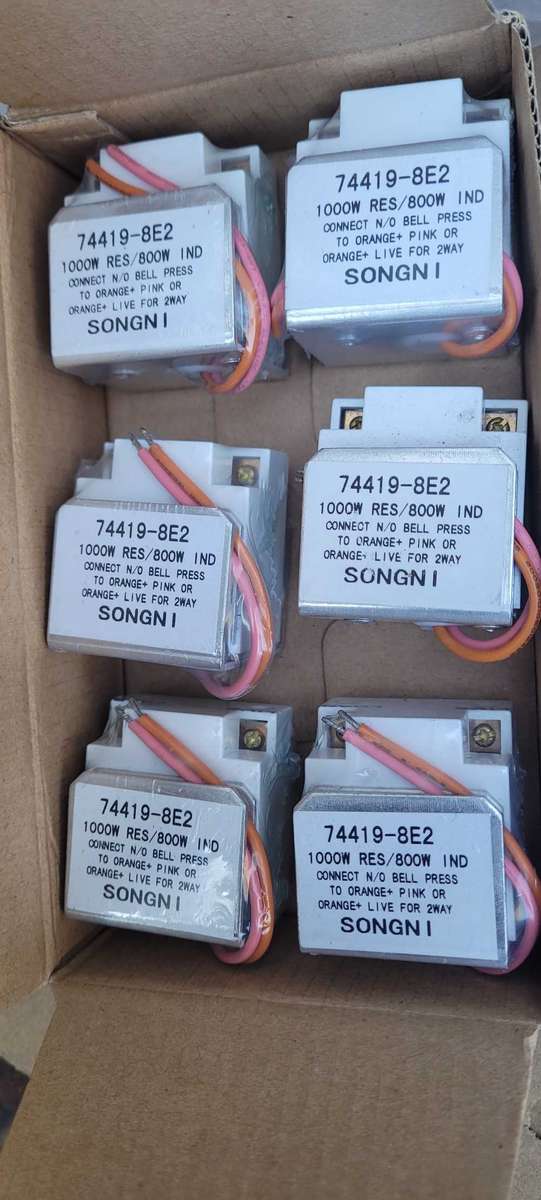 74419-8E2
1000W RES/800W IND
CONNECT N/O BELL PRESS
TO ORANGE+ PINK OR
ORANGE+ LIVE FOR 2WAY
SONGNI
74419-8E2
1000W RES/800W IND
CONNECT N/O BELL PRESS
TO ORANGE+ PINK OR
ORANGE+ LIVE FOR 2WAY
SONGNI
74419-8E2
1000W RES/800W IND
CONNECT N/O BELL PRESS
TO ORANGE+ PINK OR
ORANGE+ LIVE FOR 2WAY
SONGNI
74419-8E2
1000W RES/800W IND
CONNECT N/O BELL PRESS
TO ORANGE+ PINK OR
ORANGE+ LIVE FOR 2WAY
SONGNI
74419-8E2
1000W RES/800W IND
CONNECT N/O BELL PRESS
TO ORANGE+ PINK OR
ORANGE+ LIVE FOR 2WAY
SONGNI
74419-8E2
1000W RES/800W IND
CONNECT N/O BELL PRESS
TO ORANGE+ PINK OR
ORANGE+ LIVE FOR 2WAY
SONGNI